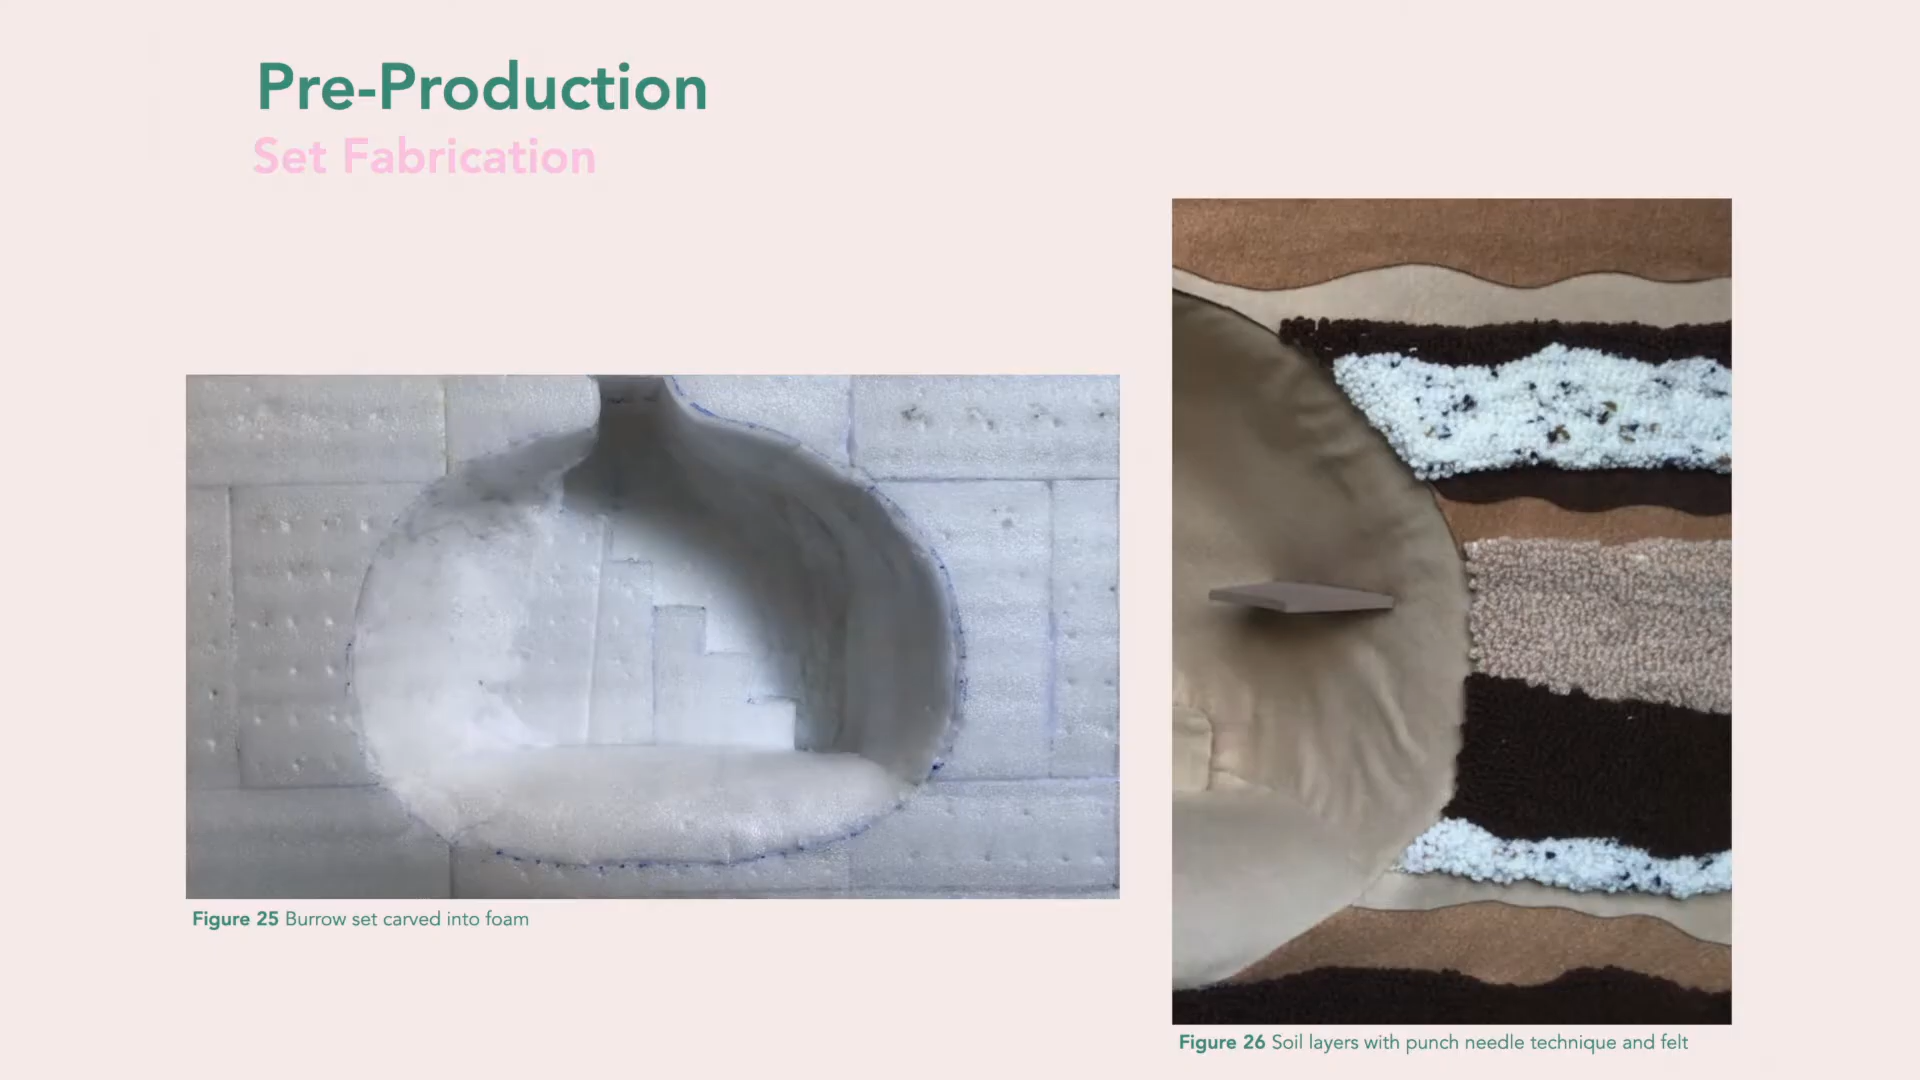 Pre-Production
Set Fabrication
Figure 25 Burrow set carved into foam
Figure 26 Soil layers with punch needle technique and felt